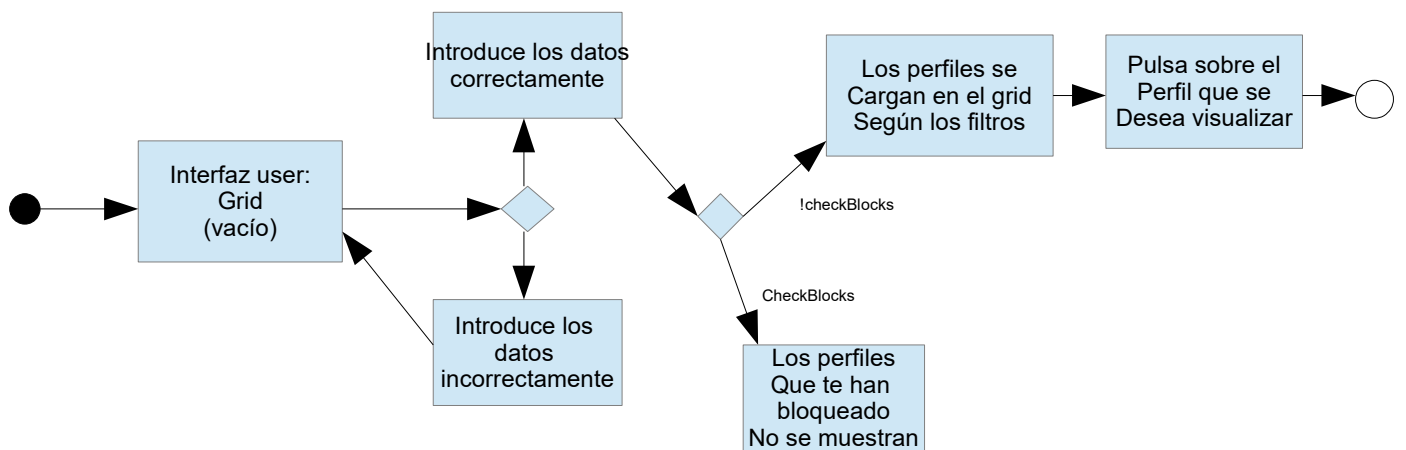 Introduce los datos
correctamente
Los perfiles se
Cargan en el grid
Según los filtros
Pulsa sobre el
Perfil que se
Desea visualizar
Interfaz user:
Grid
(vacío)
!checkBlocks
CheckBlocks
Introduce los
datos
incorrectamente
Los perfiles
Que te han
bloqueado
No se muestran